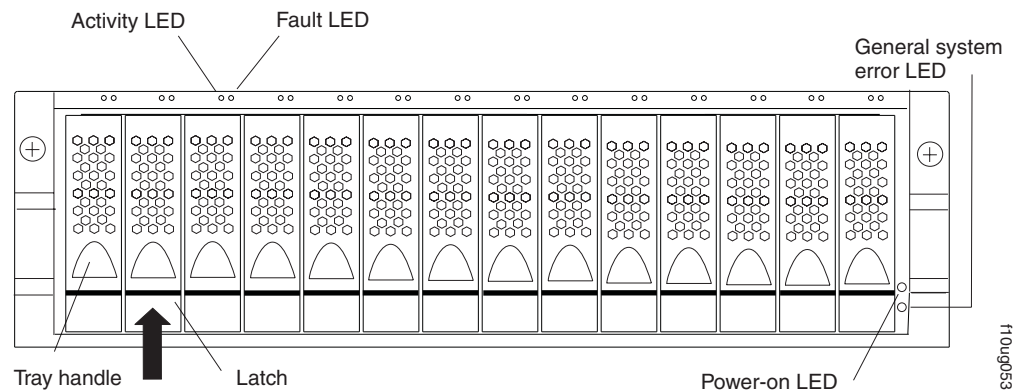 Activity LED
Fault LED
General system
error LED
Tray handle
Latch
Power-on LED
f10ug053